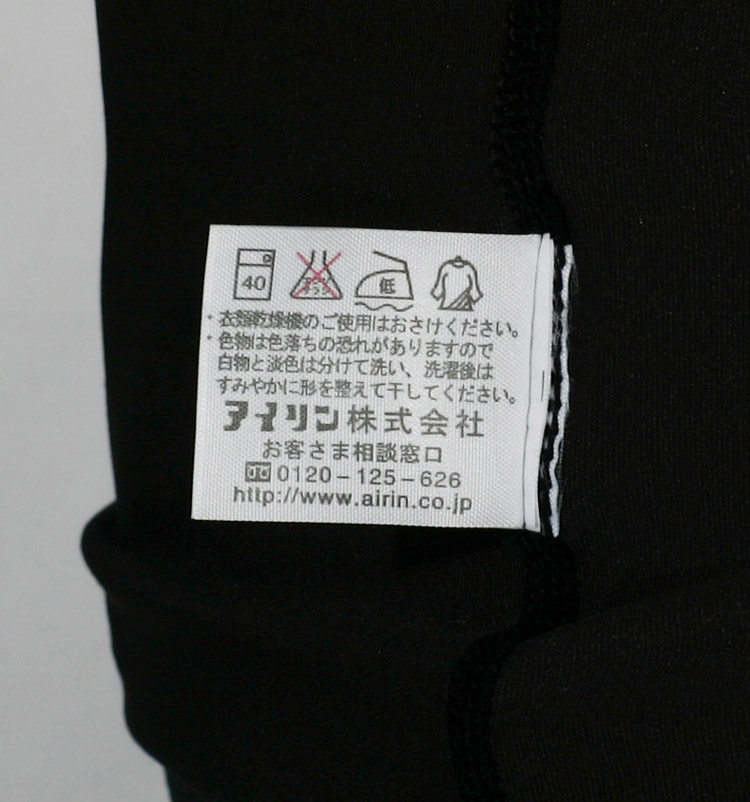 40 低
・衣類乾燥機のご使用はおさけください。
・色物は色落ちの恐れがありますので
白物と淡色は分けて洗い、洗濯後は
すみやかに形を整えて干してください。
アイリン株式会社
お客さま相談窓口
0120－125－626
http://www.airin.co.jp